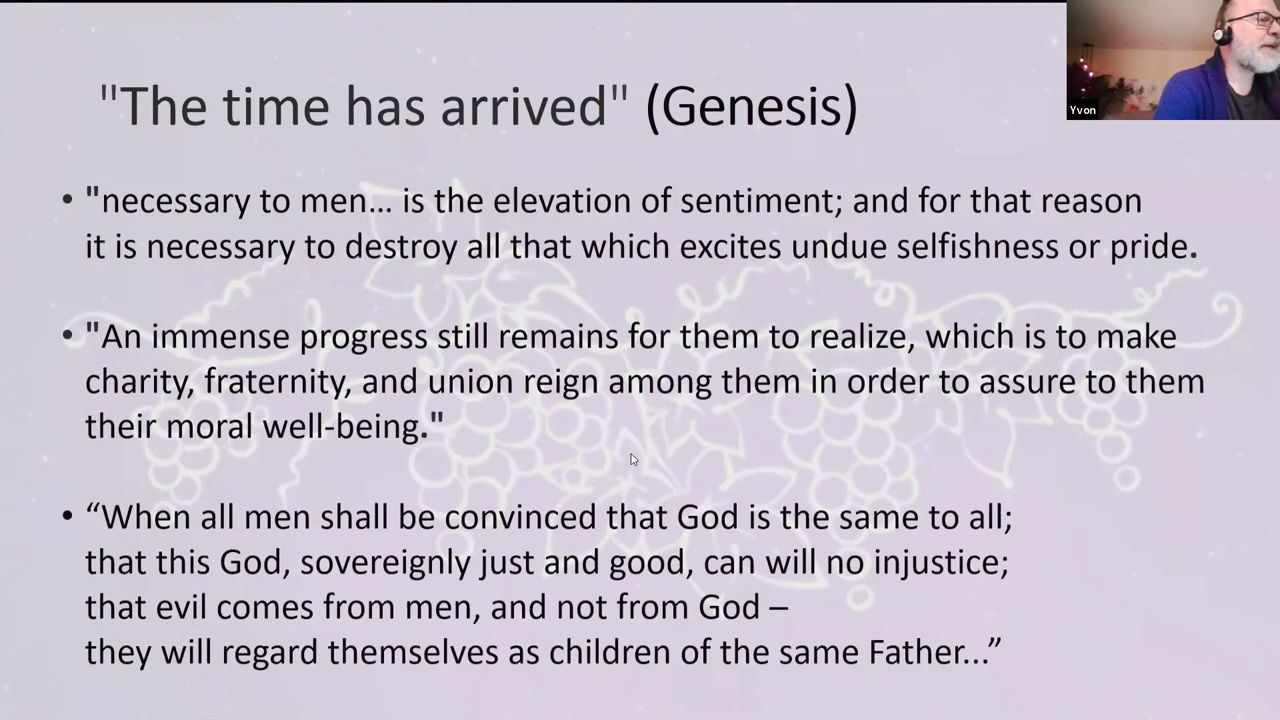 Yvon
"The time has arrived" (Genesis)
• "necessary to men... is the elevation of sentiment; and for that reason
it is necessary to destroy all that which excites undue selfishness or pride.
• "An immense progress still remains for them to realize, which is to make
charity, fraternity, and union reign among them in order to assure to them
their moral well-being."
• “When all men shall be convinced that God is the same to all;
that this God, sovereignly just and good, can will no injustice;
that evil comes from men, and not from God –
they will regard themselves as children of the same Father...”